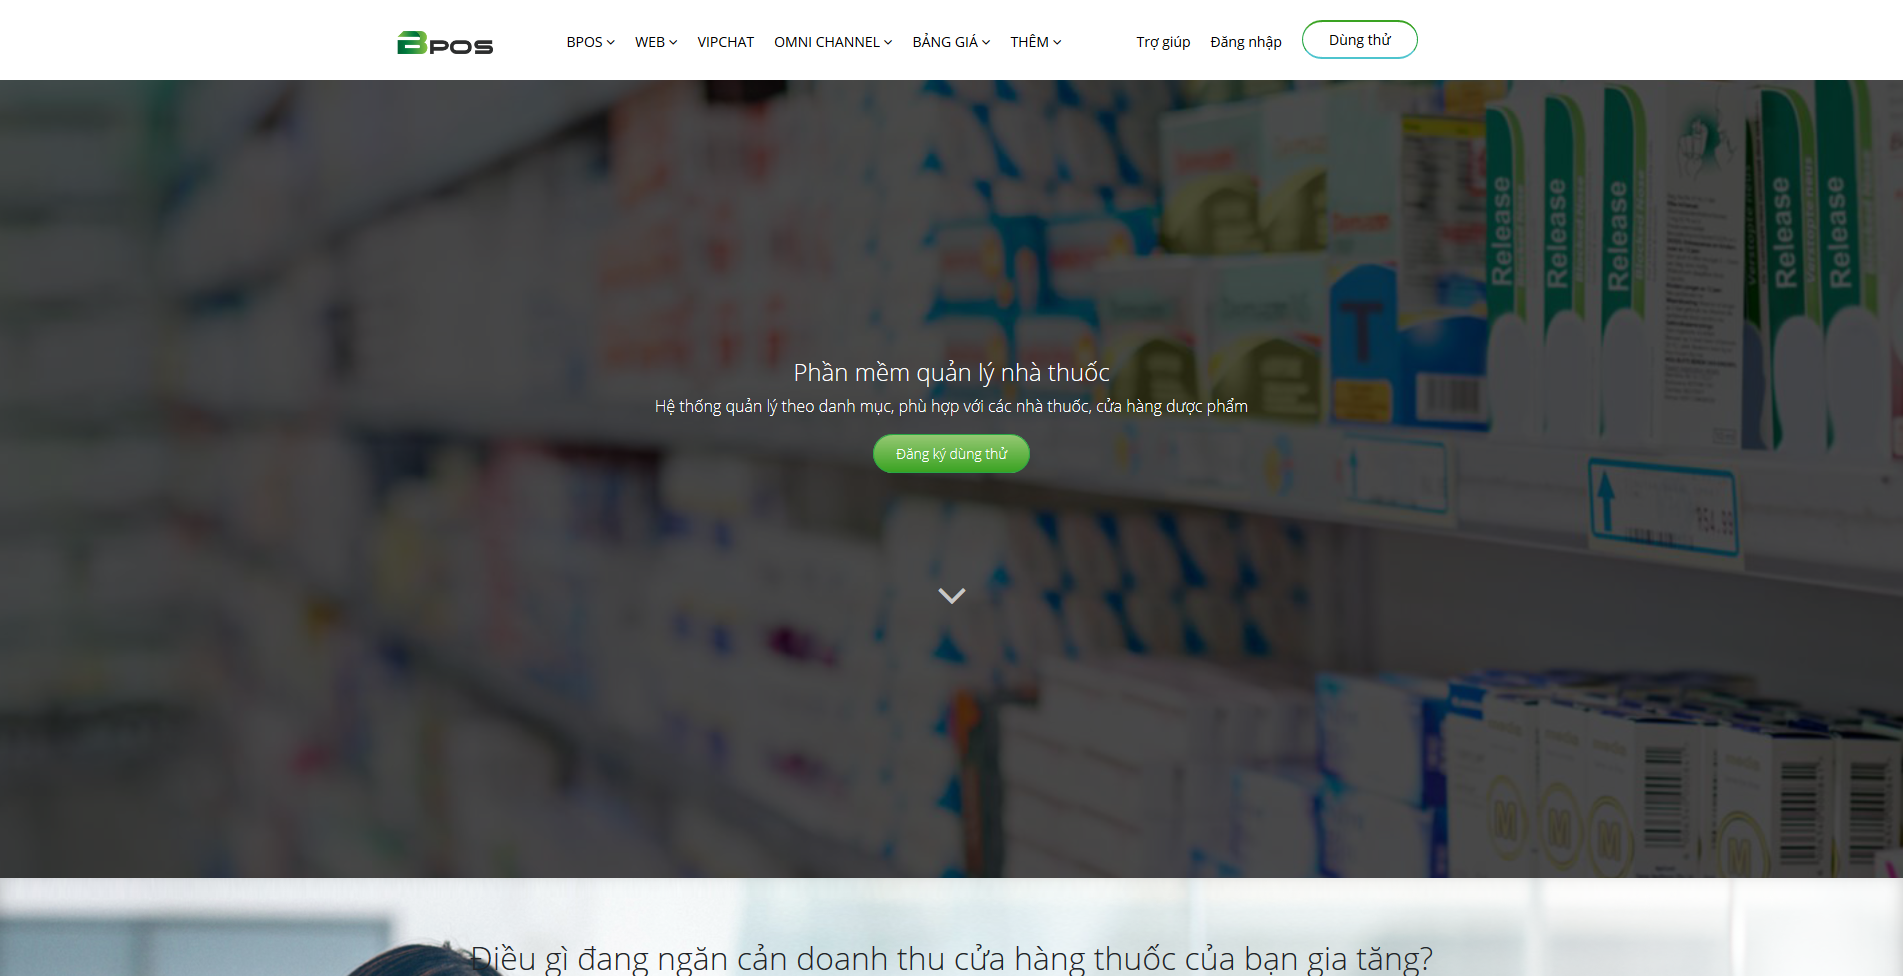 BPOS
BPOS WEB VIPCHAT OMNI CHANNEL BẢNG GIÁ THÊM Trợ giúp Đăng nhập Dùng thử
Release Release Release Release Release
T
Phần mềm quản lý nhà thuốc
Hệ thống quản lý theo danh mục, phù hợp với các nhà thuốc, cửa hàng dược phẩm
Đăng ký dùng thử
M M M M
Điều gì đang ngăn cản doanh thu cửa hàng thuốc của bạn gia tăng?